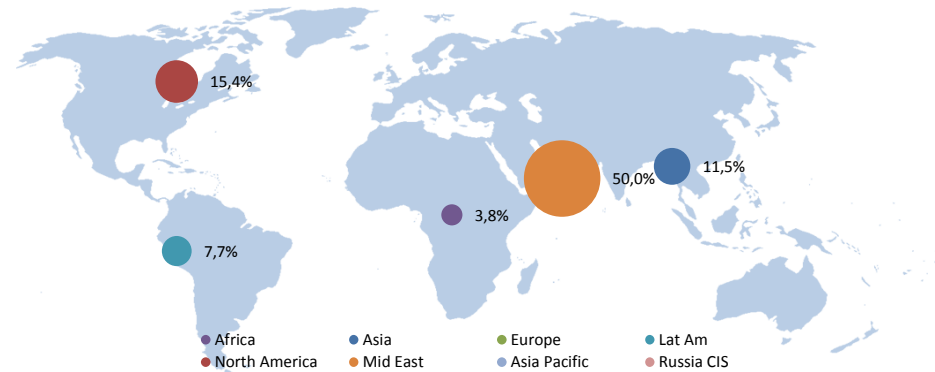 15,4%
50,0%
11,5%
3,8%
7,7%
Africa Asia Europe Lat Am
North America Mid East Asia Pacific Russia CIS